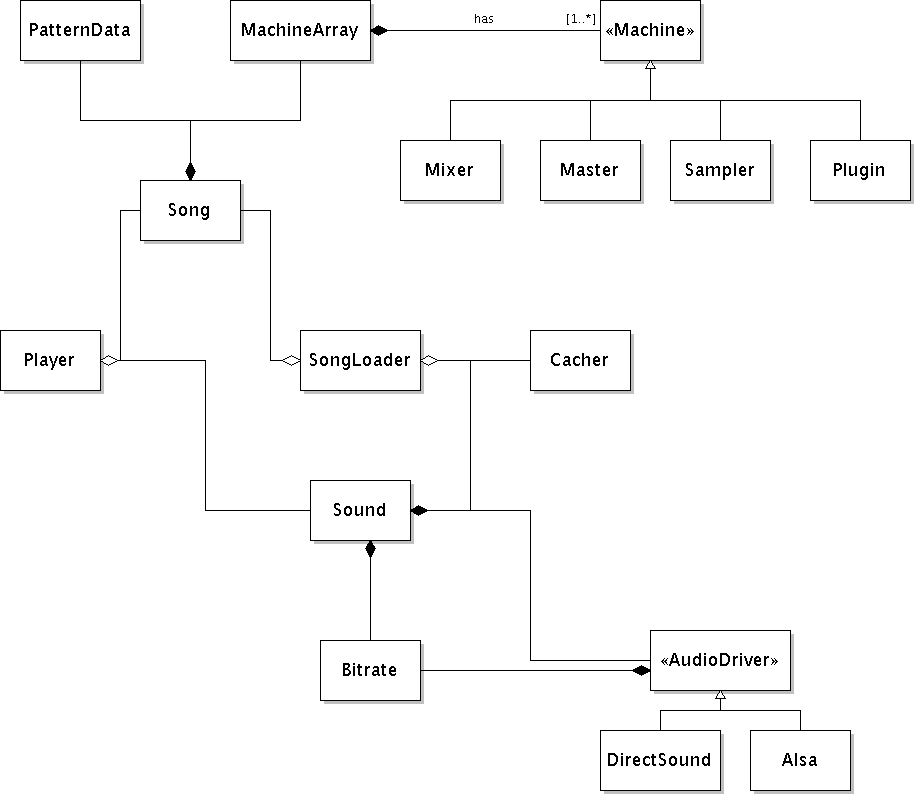 PatternData
MachineArray
has
[1..*]
«Machine»
Mixer
Master
Sampler
Plugin
Song
Player
SongLoader
Cacher
Sound
Bitrate
«AudioDriver»
DirectSound
Alsa